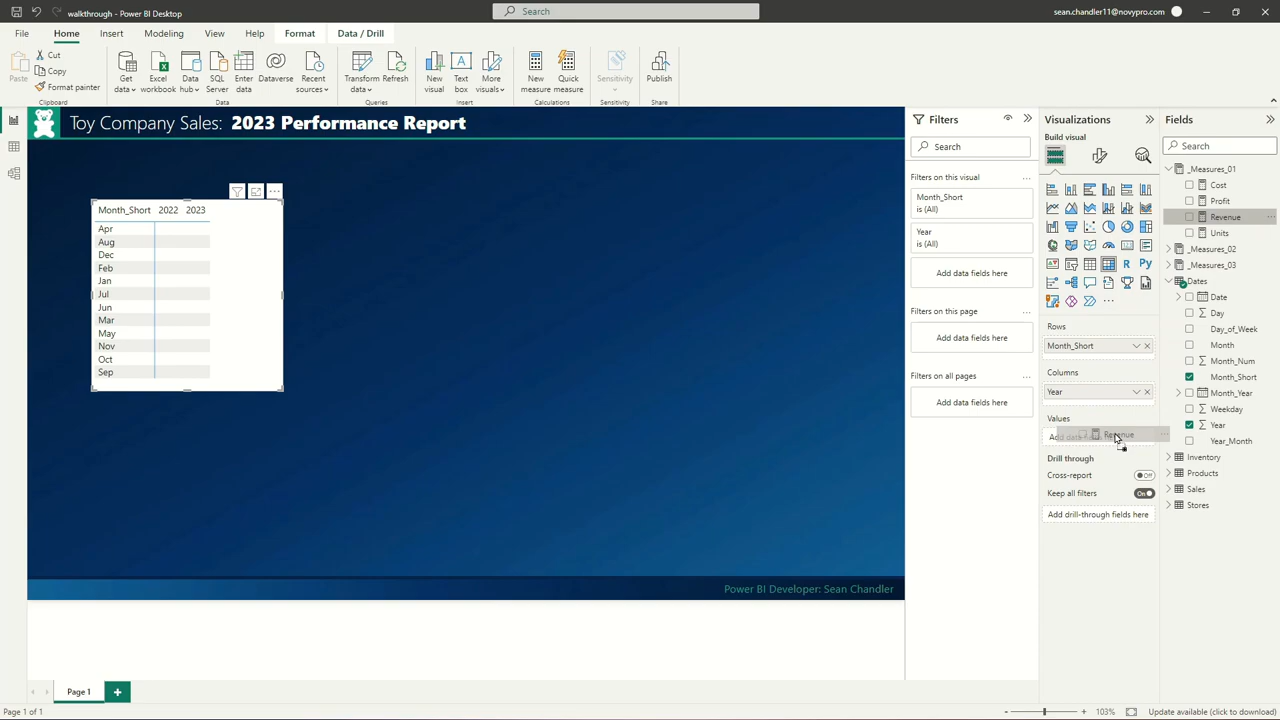 walkthrough - Power BI Desktop
Search
sean.chandler11@novypro.com
File
Home
Insert
Modeling
View
Help
Format
Data / Drill
Paste
Cut
Copy
Format painter
Clipboard
Get data
Excel workbook
Data hub
SQL Server
Enter data
Dataverse
Recent sources
Data
Transform data
Refresh
Queries
New visual
Text box
More visuals
Insert
New measure
Quick measure
Calculations
Sensitivity
Sensitivity
Publish
Share
Toy Company Sales: 2023 Performance Report
Month_Short 2022 2023
Apr
Aug
Dec
Feb
Jan
Jul
Jun
Mar
May
Nov
Oct
Sep
Power BI Developer: Sean Chandler
Filters
Search
Filters on this visual
Month_Short
is (All)
Year
is (All)
Add data fields here
Filters on this page
Add data fields here
Filters on all pages
Add data fields here
Visualizations
Build visual
R
Py
Rows
Month_Short
Columns
Year
Values
Revenue
Drill through
Cross-report
Off
Keep all filters
On
Add drill-through fields here
Fields
Search
_Measures_01
Cost
Profit
Revenue
Units
_Measures_02
_Measures_03
Dates
Date
Day
Day_of_Week
Month
Month_Num
Month_Short
Month_Year
Weekday
Year
Year_Month
Inventory
Products
Sales
Stores
Page 1
Page 1 of 1
103%
Update available (click to download)